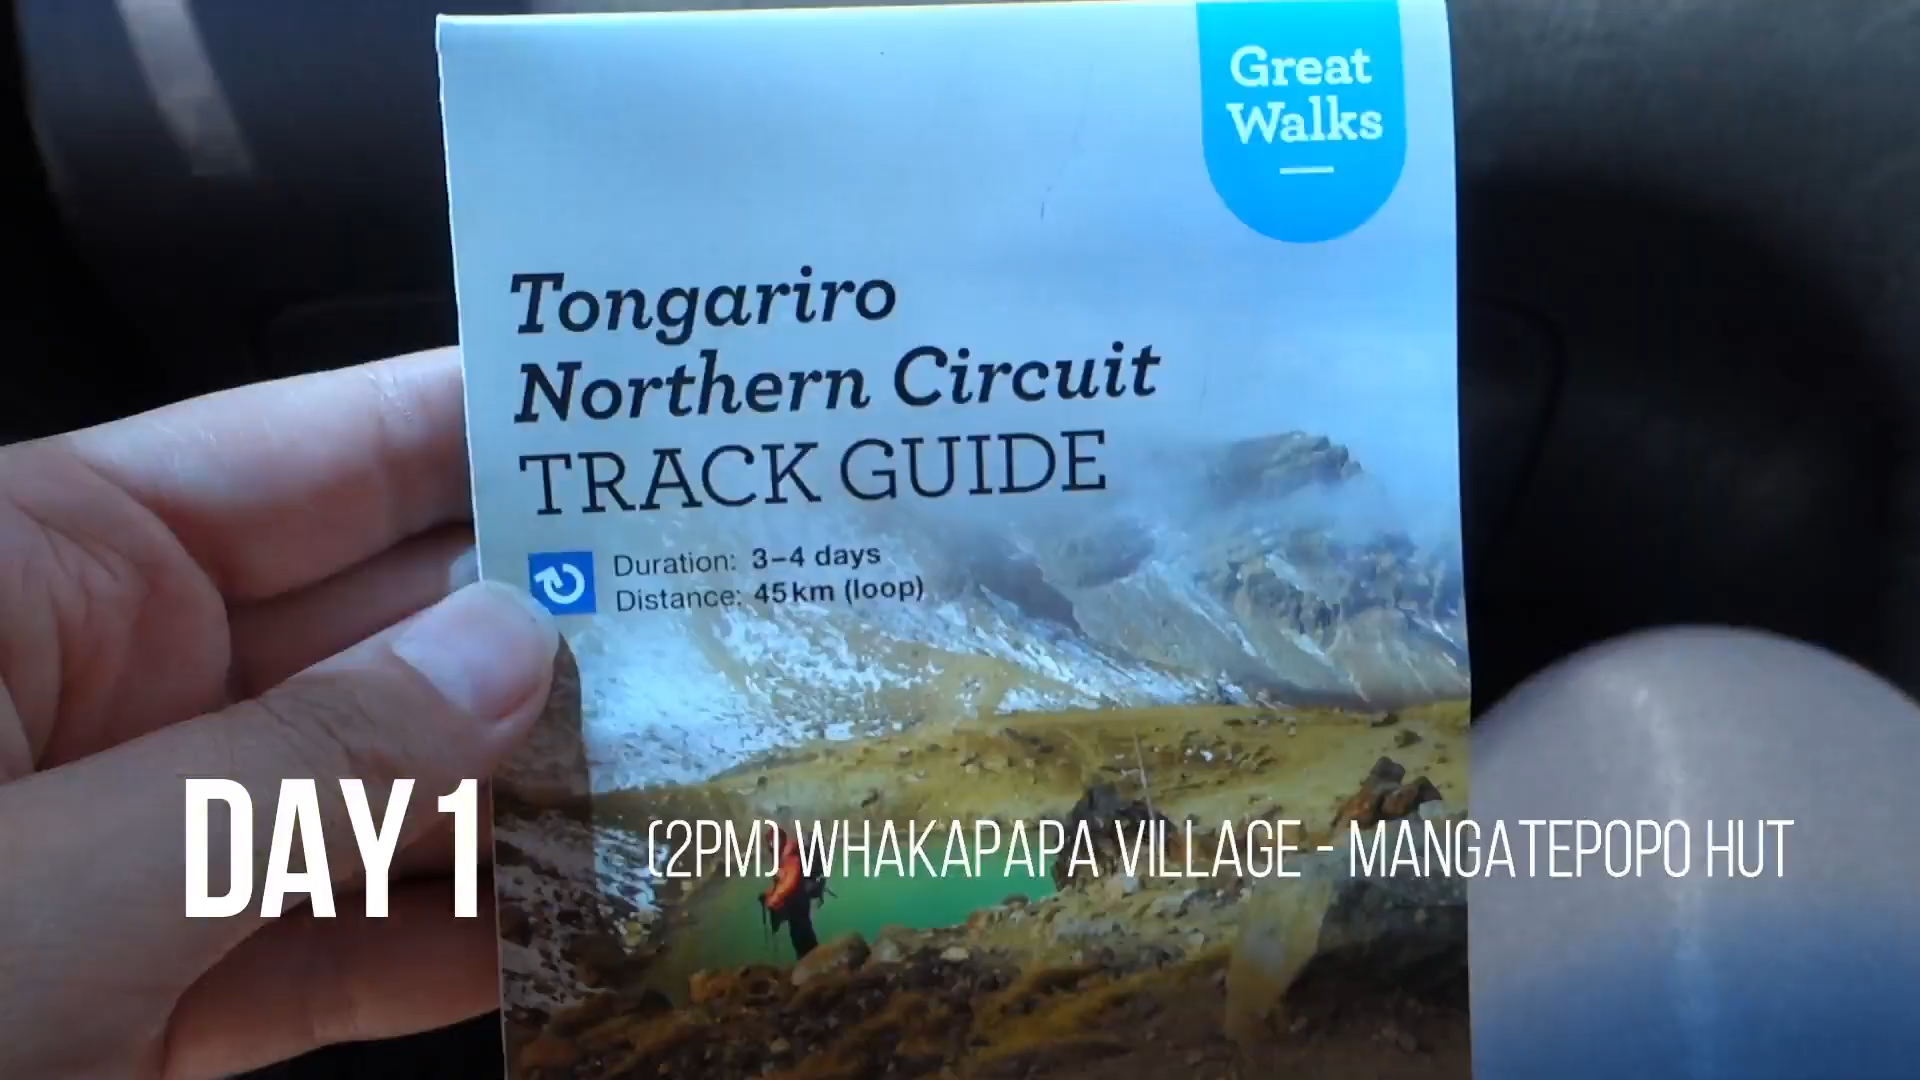 Great
Walks
Tongariro
Northern Circuit
TRACK GUIDE
Duration: 3–4 days
Distance: 45km (loop)
DAY 1
(2PM) WHAKAPAPA VILLAGE - MANGATEPOPO HUT